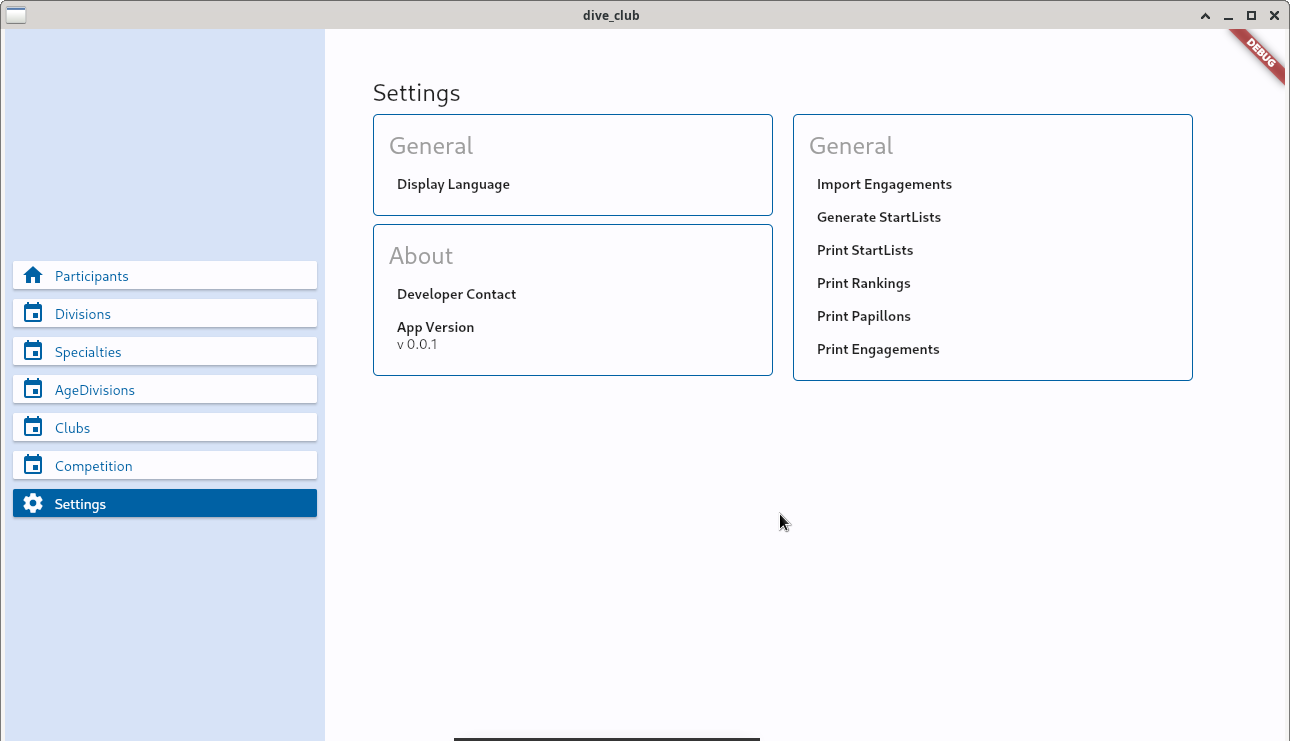 dive_club
DEBUG
Participants
Divisions
Specialties
AgeDivisions
Clubs
Competition
Settings
Settings
General
Display Language
About
Developer Contact
App Version
v 0.0.1
General
Import Engagements
Generate StartLists
Print StartLists
Print Rankings
Print Papillons
Print Engagements